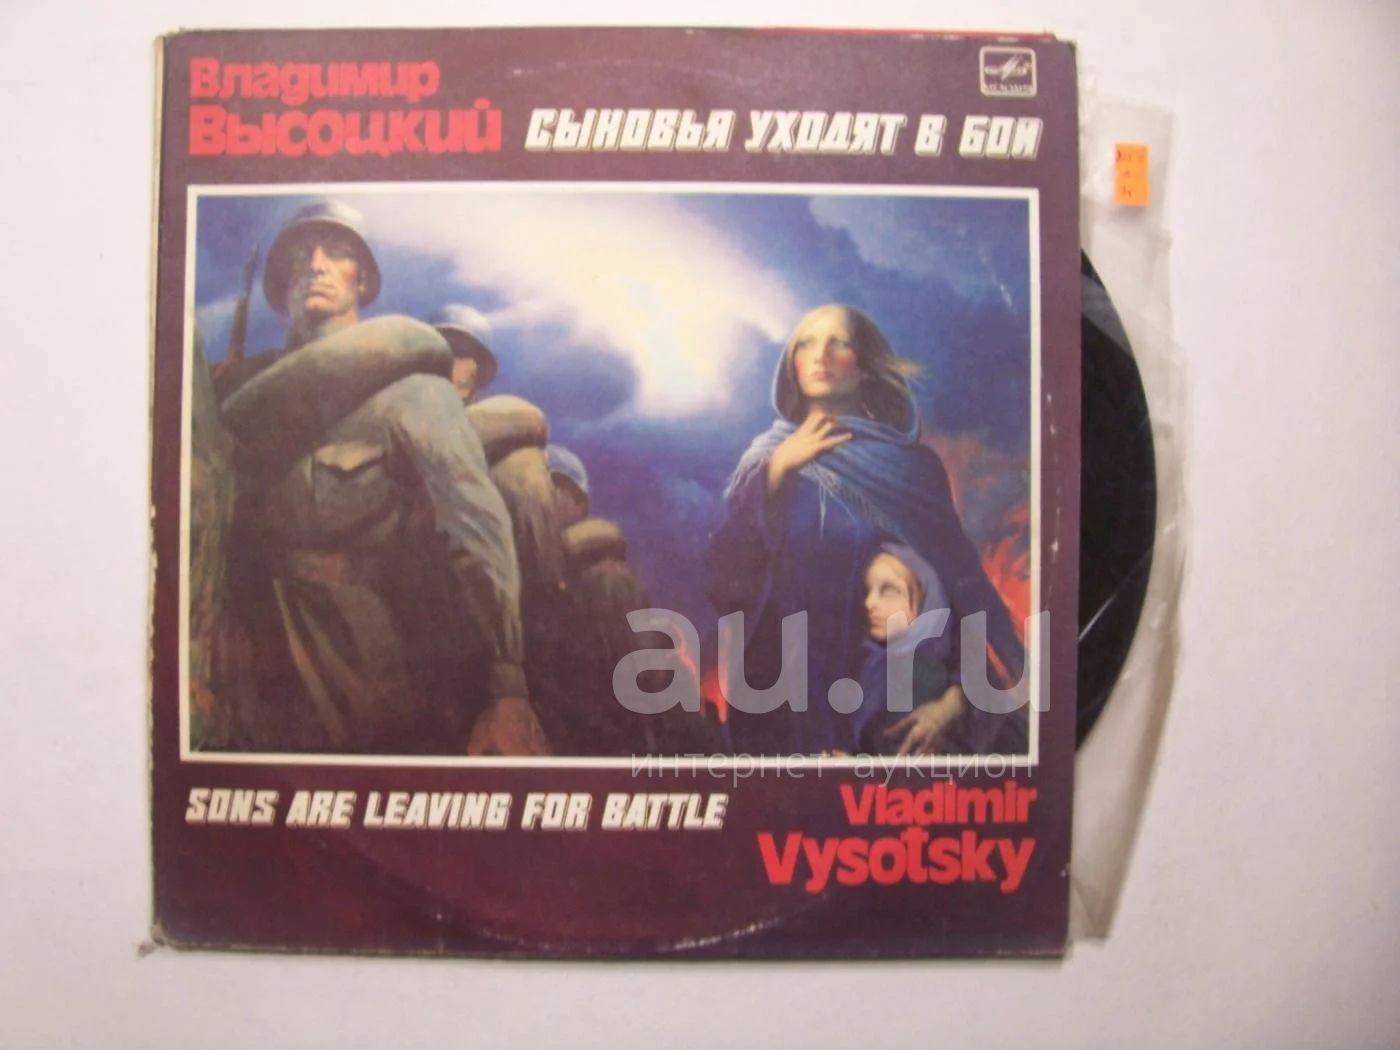 Владимир
Высоцкий
СЫНОВЬЯ УХОДЯТ В БОЙ
au.ru
интернет аукцион
SONS ARE LEAVING FOR BATTLE
Vladimir
Vysotsky